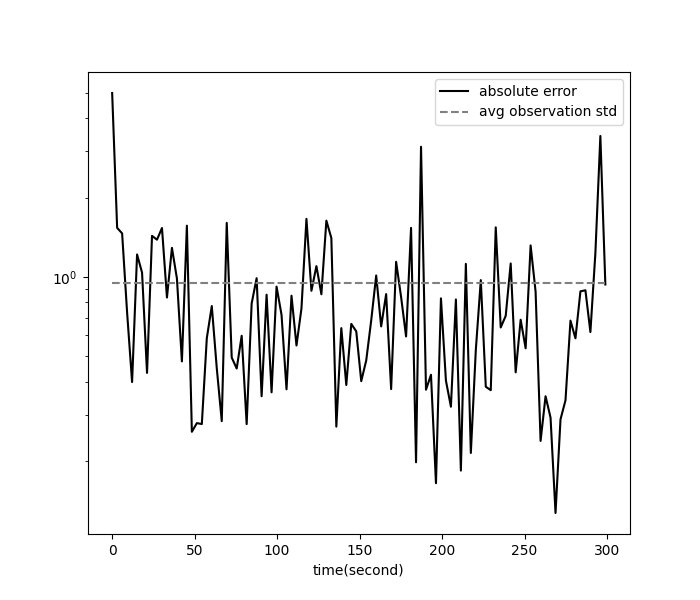 absolute error
avg observation std
10⁰
0 50 100 150 200 250 300
time(second)